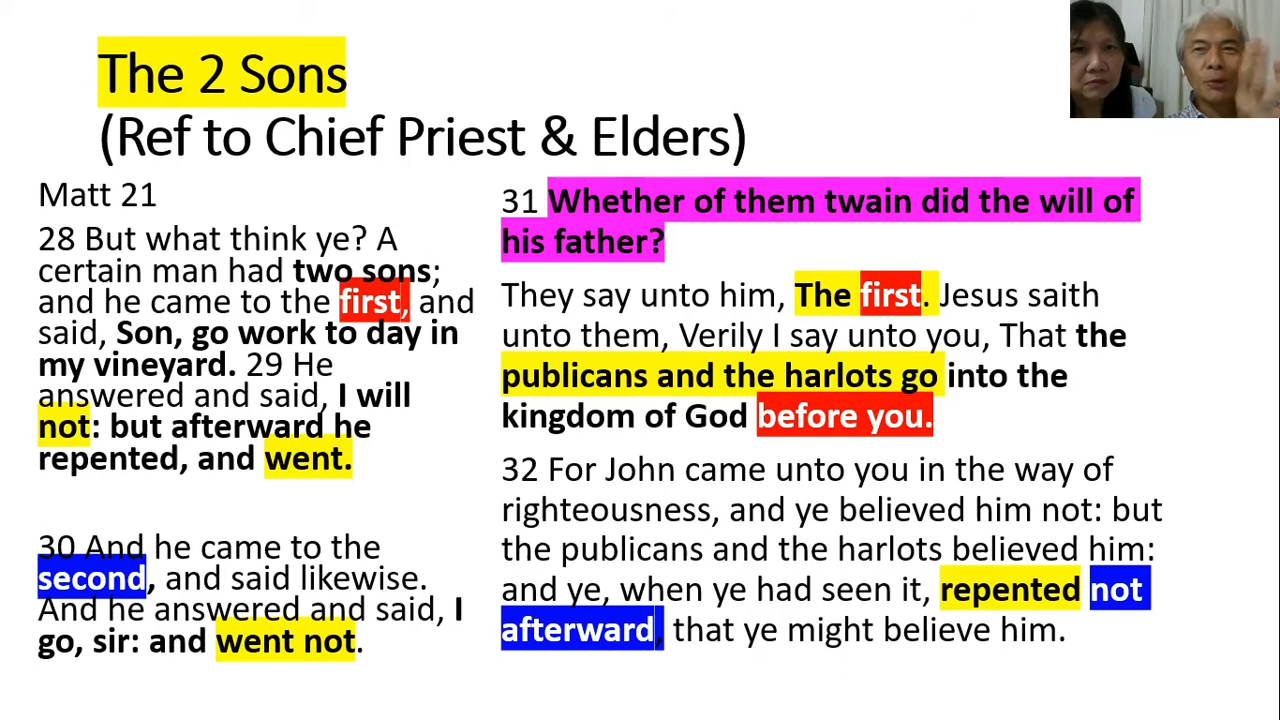 The 2 Sons
(Ref to Chief Priest & Elders)
Matt 21
28 But what think ye? A
certain man had two sons;
and he came to the first, and
said, Son, go work to day in
my vineyard. 29 He
answered and said, I will
not: but afterward he
repented, and went.
30 And he came to the
second, and said likewise.
And he answered and said, I
go, sir: and went not.
31 Whether of them twain did the will of
his father?
They say unto him, The first. Jesus saith
unto them, Verily I say unto you, That the
publicans and the harlots go into the
kingdom of God before you.
32 For John came unto you in the way of
righteousness, and ye believed him not: but
the publicans and the harlots believed him:
and ye, when ye had seen it, repented not
afterward, that ye might believe him.